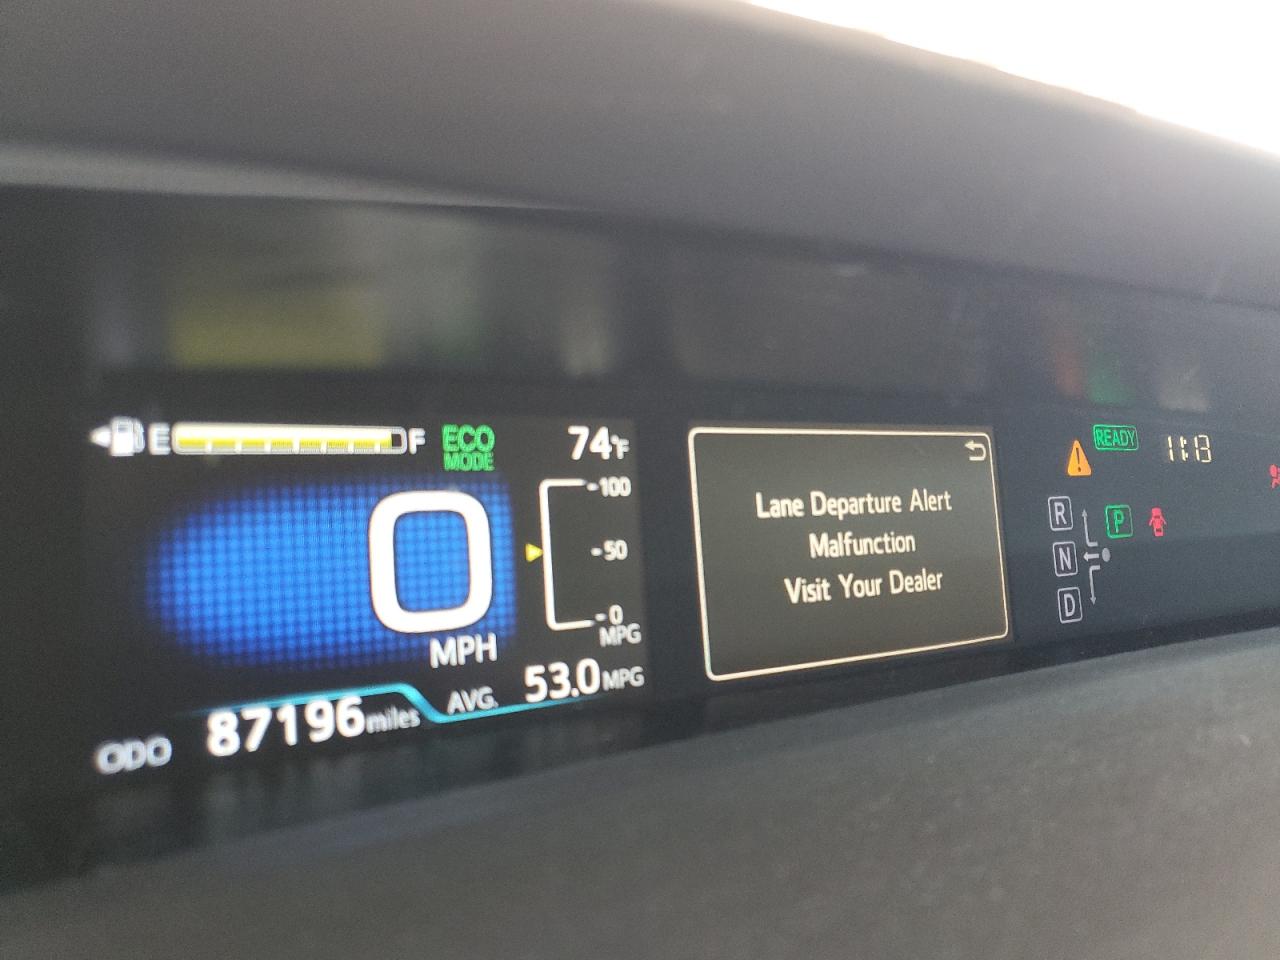 E F ECO MODE 74°F
100
50
0
MPG
0
MPH
AVG. 53.0 MPG
ODO 87196 miles
Lane Departure Alert
Malfunction
Visit Your Dealer
READY 11:13
R P
N
D